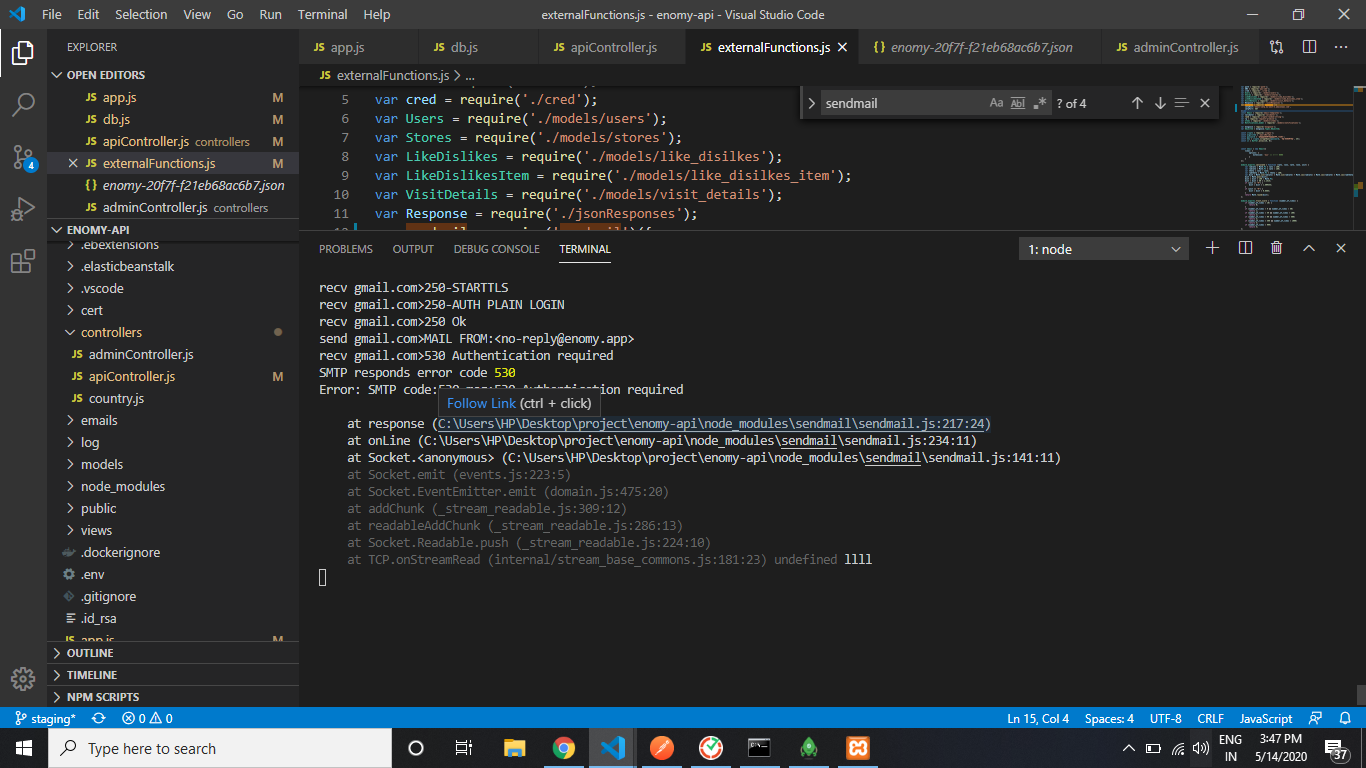 File Edit Selection View Go Run Terminal Help
externalFunctions.js - enomy-api - Visual Studio Code
EXPLORER
OPEN EDITORS
JS app.js M
JS db.js M
JS apiController.js controllers M
JS externalFunctions.js M
{} enomy-20f7f-f21eb68ac6b7.json
JS adminController.js controllers
ENOMY-API
.ebextensions
.elasticbeanstalk
.vscode
cert
controllers
JS adminController.js
JS apiController.js M
JS country.js
emails
log
models
node_modules
public
views
.dockerignore
.env
.gitignore
.id_rsa
JS app.js M
OUTLINE
TIMELINE
NPM SCRIPTS
4
JS app.js
JS db.js
JS apiController.js
JS externalFunctions.js
{} enomy-20f7f-f21eb68ac6b7.json
JS adminController.js
JS externalFunctions.js > ...
sendmail
Aa Abl .*
? of 4
5 var cred = require('./cred');
6 var Users = require('./models/users');
7 var Stores = require('./models/stores');
8 var LikeDislikes = require('./models/like_disilkes');
9 var LikeDislikesItem = require('./models/like_disilkes_item');
10 var VisitDetails = require('./models/visit_details');
11 var Response = require('./jsonResponses');
PROBLEMS OUTPUT DEBUG CONSOLE TERMINAL
1: node
recv gmail.com>250-STARTTLS
recv gmail.com>250-AUTH PLAIN LOGIN
recv gmail.com>250 Ok
send gmail.com>MAIL FROM:<no-reply@enomy.app>
recv gmail.com>530 Authentication required
SMTP responds error code 530
Error: SMTP code:530 msg:530 Authentication required
Follow Link (ctrl + click)
at response (C:\Users\HP\Desktop\project\enomy-api\node_modules\sendmail\sendmail.js:217:24)
at onLine (C:\Users\HP\Desktop\project\enomy-api\node_modules\sendmail\sendmail.js:234:11)
at Socket.<anonymous> (C:\Users\HP\Desktop\project\enomy-api\node_modules\sendmail\sendmail.js:141:11)
at Socket.emit (events.js:223:5)
at Socket.EventEmitter.emit (domain.js:475:20)
at addChunk (_stream_readable.js:309:12)
at readableAddChunk (_stream_readable.js:286:13)
at Socket.Readable.push (_stream_readable.js:224:10)
at TCP.onStreamRead (internal/stream_base_commons.js:181:23) undefined llll
staging* 0 0
Ln 15, Col 4 Spaces: 4 UTF-8 CRLF JavaScript
Type here to search
ENG
IN
3:47 PM
5/14/2020
37